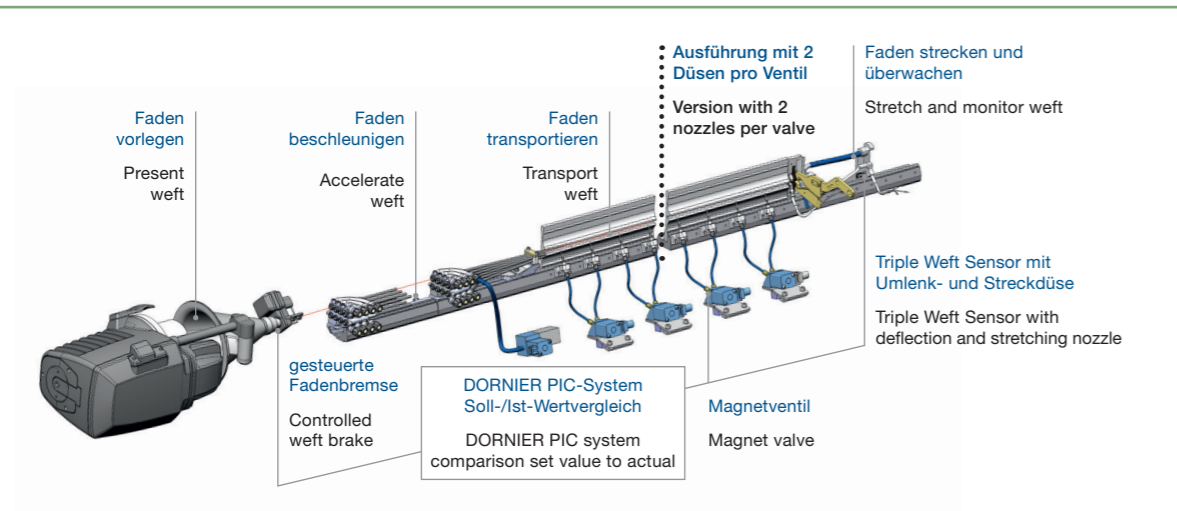 Ausführung mit 2
Düsen pro Ventil
Version with 2
nozzles per valve
Faden strecken und
überwachen
Stretch and monitor weft
Faden
vorlegen
Present
weft
Faden
beschleunigen
Accelerate
weft
Faden
transportieren
Transport
weft
Triple Weft Sensor mit
Umlenk- und Streckdüse
Triple Weft Sensor with
deflection and stretching nozzle
gesteuerte
Fadenbremse
Controlled
weft brake
DORNIER PIC-System
Soll-/Ist-Wertvergleich
DORNIER PIC system
comparison set value to actual
Magnetventil
Magnet valve